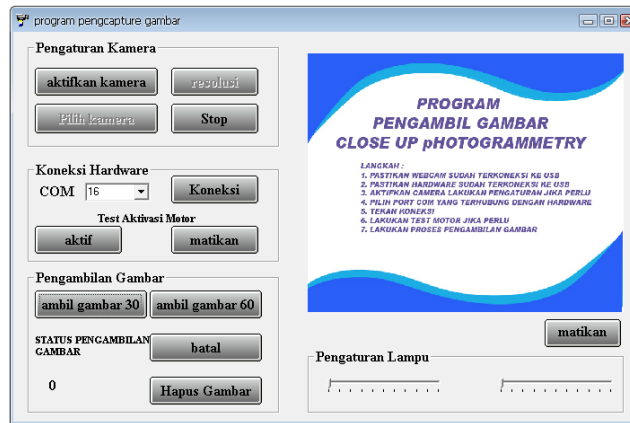 program pengcapture gambar
Pengaturan Kamera
aktifkan kamera
resolusi
Pilih kamera
Stop
Koneksi Hardware
COM 16
Koneksi
Test Aktivasi Motor
aktif
matikan
Pengambilan Gambar
ambil gambar 30
ambil gambar 60
STATUS PENGAMBILAN
GAMBAR
batal
0
Hapus Gambar
PROGRAM
PENGAMBIL GAMBAR
CLOSE UP pHOTOGRAMMETRY
LANGKAH :
1. PASTIKAN WEBCAM SUDAH TERKONEKSI KE USB
2. PASTIKAN HARDWARE SUDAH TERKONEKSI KE USB
3. AKTIFKAN CAMERA LAKUKAN PENGATURAN JIKA PERLU
4. PILIH PORT COM YANG TERHUBUNG DENGAN HARDWARE
5. TEKAN KONEKSI
6. LAKUKAN TEST MOTOR JIKA PERLU
7. LAKUKAN PROSES PENGAMBILAN GAMBAR
matikan
Pengaturan Lampu